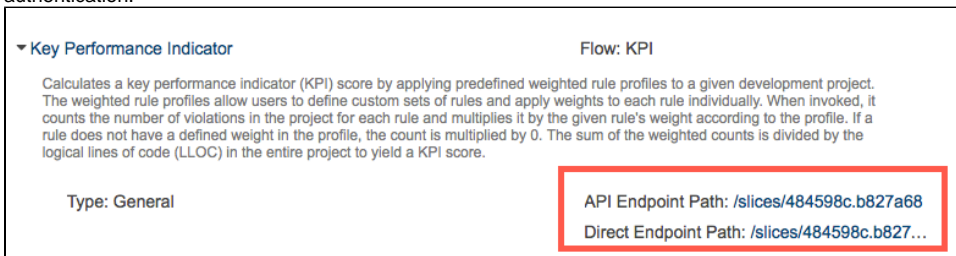 authentication.
Key Performance Indicator
Flow: KPI
Calculates a key performance indicator (KPI) score by applying predefined weighted rule profiles to a given development project.
The weighted rule profiles allow users to define custom sets of rules and apply weights to each rule individually. When invoked, it
counts the number of violations in the project for each rule and multiplies it by the given rule's weight according to the profile. If a
rule does not have a defined weight in the profile, the count is multiplied by 0. The sum of the weighted counts is divided by the
logical lines of code (LLOC) in the entire project to yield a KPI score.
Type: General
API Endpoint Path: /slices/484598c.b827a68
Direct Endpoint Path: /slices/484598c.b827...